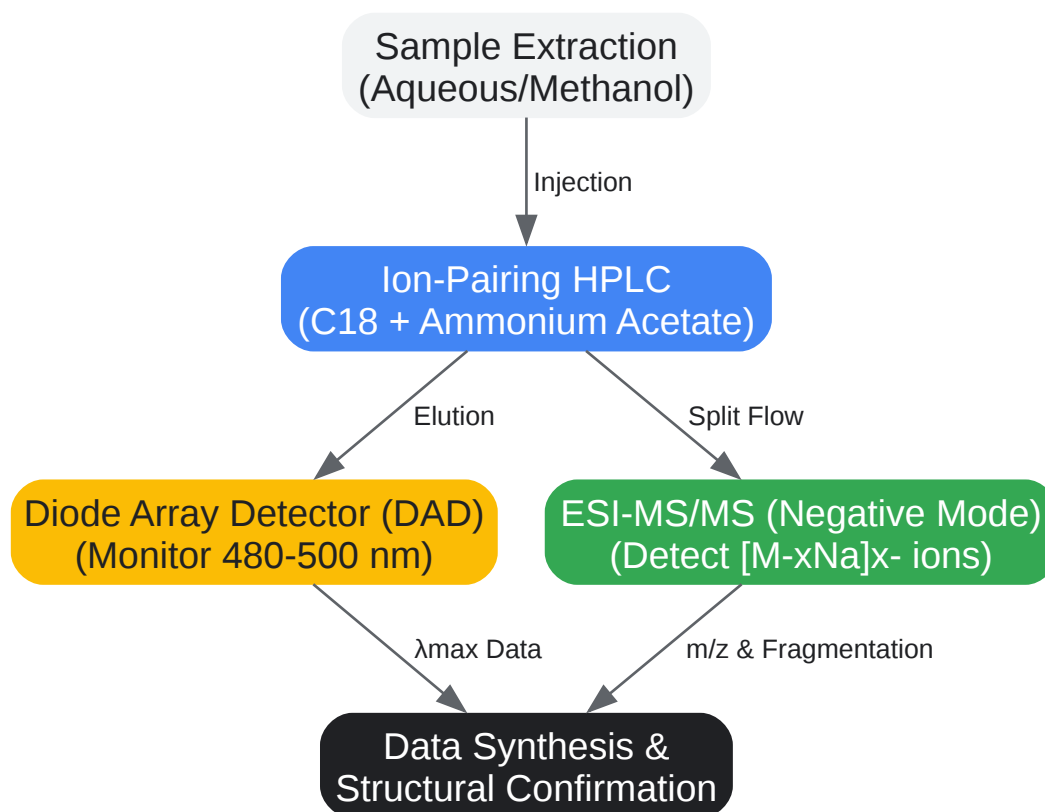 Sample Extraction
(Aqueous/Methanol)
Injection
Ion-Pairing HPLC
(C18 + Ammonium Acetate)
Elution
Split Flow
Diode Array Detector (DAD)
(Monitor 480-500 nm)
ESI-MS/MS (Negative Mode)
(Detect [M-xNa]x- ions)
λmax Data
m/z & Fragmentation
Data Synthesis &
Structural Confirmation